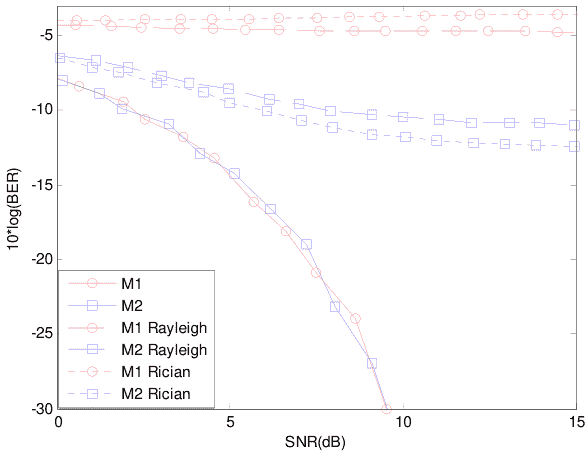 10*log(BER)
-5
-10
-15
-20
-25
-30
M1
M2
M1 Rayleigh
M2 Rayleigh
M1 Rician
M2 Rician
0
5
10
15
SNR(dB)